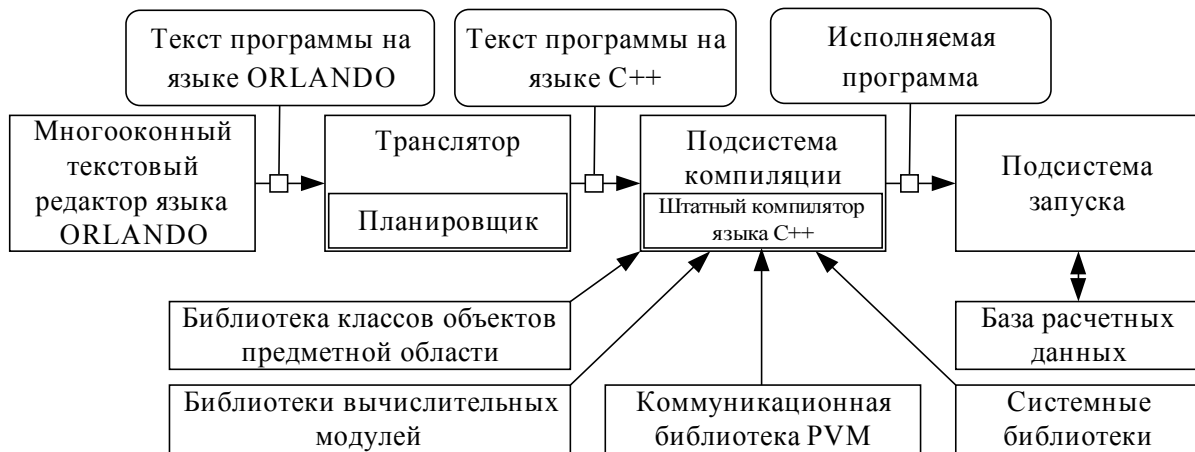 Текст программы на
языке ORLANDO
Текст программы на
языке C++
Исполняемая
программа
Многооконный
текстовый
редактор языка
ORLANDO
Транслятор
Планировщик
Подсистема
компиляции
Штатный компилятор
языка C++
Подсистема
запуска
Библиотека классов объектов
предметной области
База расчетных
данных
Библиотеки вычислительных
модулей
Коммуникационная
библиотека PVM
Системные
библиотеки